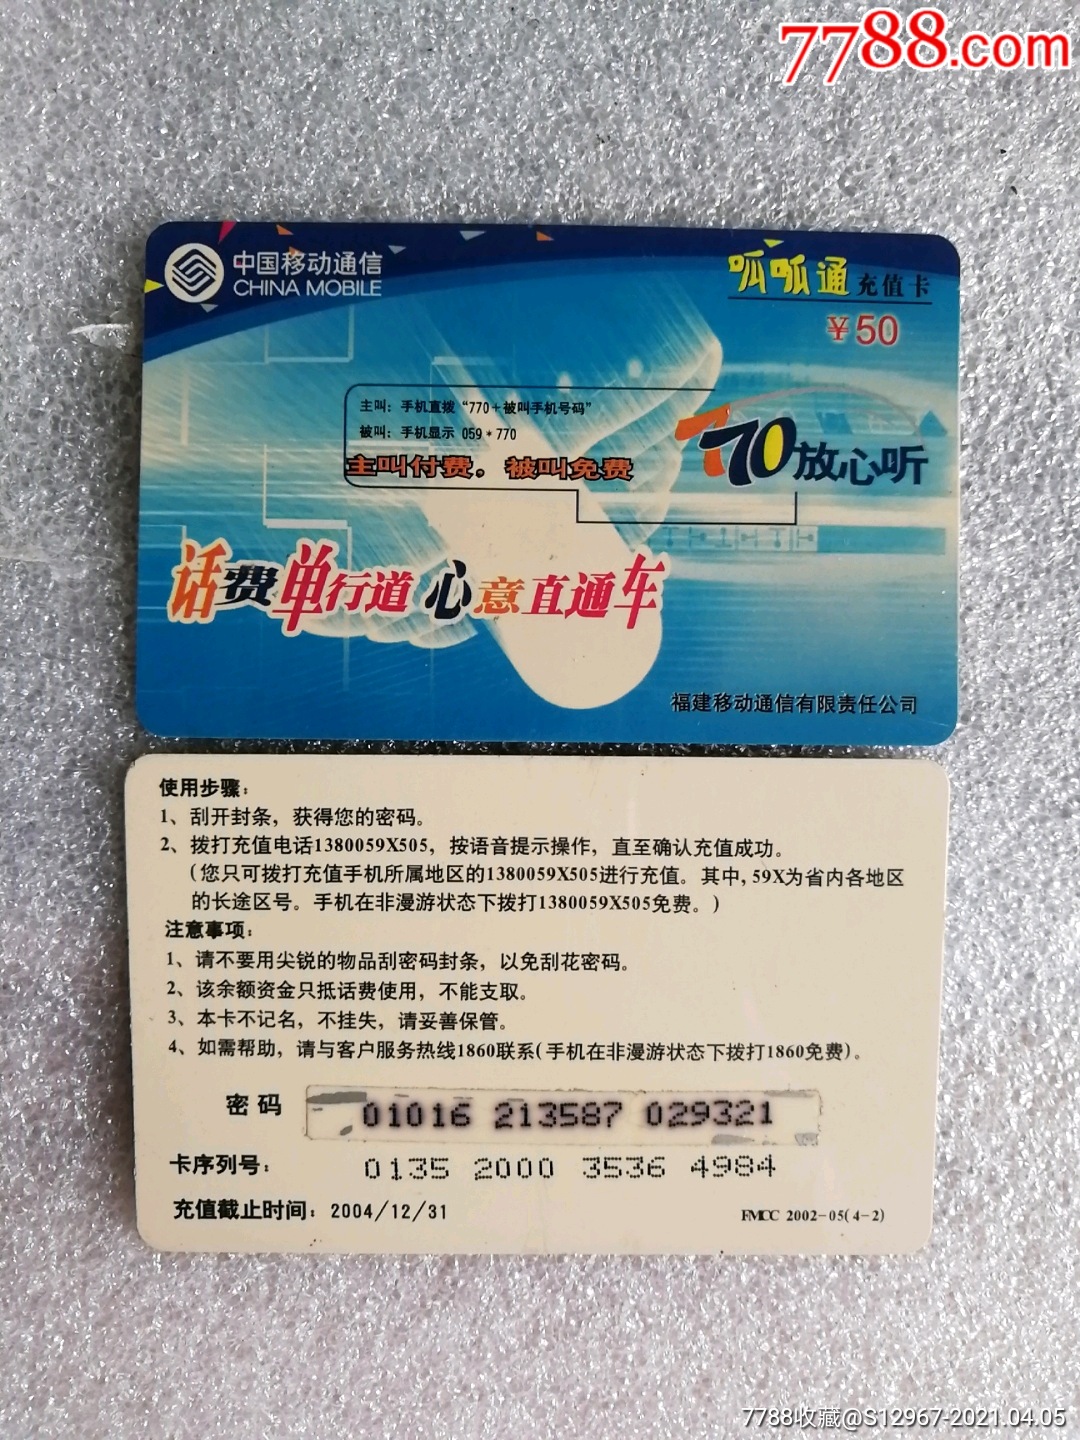 7788.com
中国移动通信
CHINA MOBILE
呱呱通充值卡
¥50
主叫：手机直拨“770+被叫手机号码”
被叫：手机显示 059*770
主叫付费。被叫免费
770放心听
话费单行道 心意直通车
福建移动通信有限责任公司
使用步骤：
1、刮开封条，获得您的密码。
2、拨打充值电话1380059X505，按语音提示操作，直至确认充值成功。
(您只可拨打充值手机所属地区的1380059X505进行充值。其中, 59X为省内各地区
的长途区号。手机在非漫游状态下拨打1380059X505免费。)
注意事项：
1、请不要用尖锐的物品刮密码封条，以免刮花密码。
2、该余额资金只抵话费使用，不能支取。
3、本卡不记名，不挂失，请妥善保管。
4、如需帮助，请与客户服务热线1860联系(手机在非漫游状态下拨打1860免费)。
密码 01016 213587 029321
卡序列号： 0135 2000 3536 4984
充值截止时间：2004/12/31
FMCC 2002-05(4-2)
7788收藏@S12967-2021.04.05